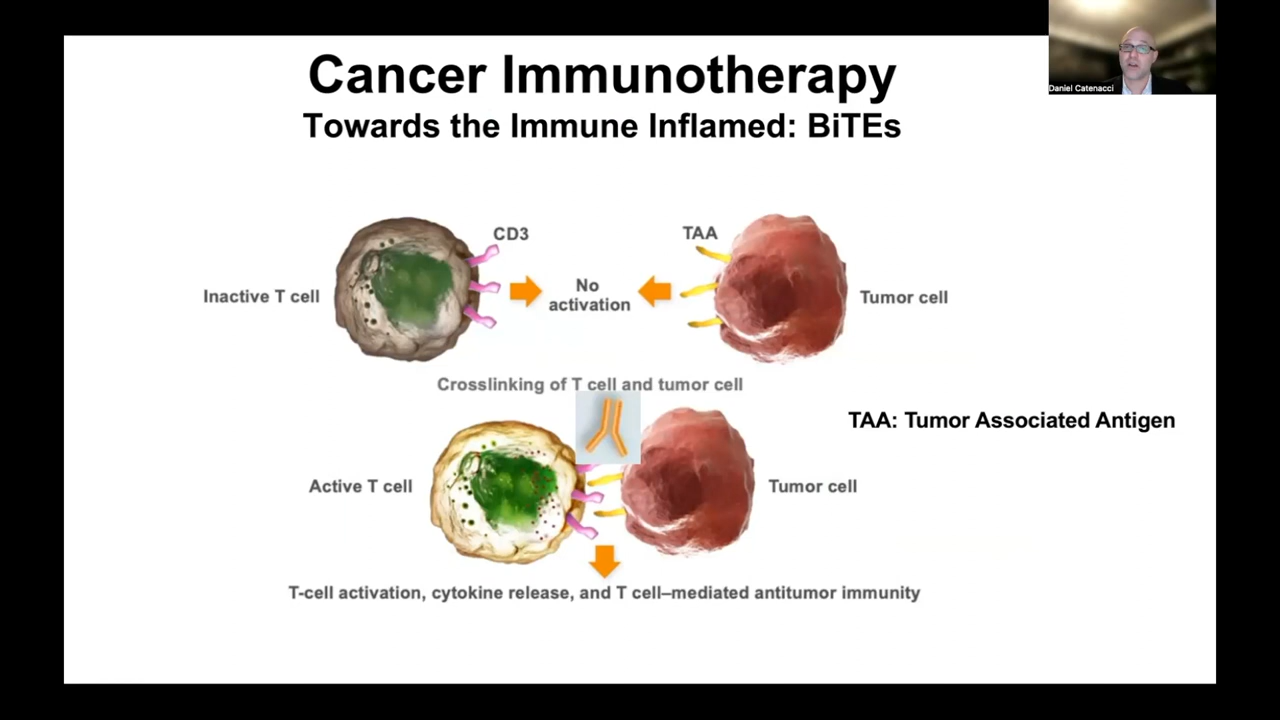 Cancer Immunotherapy
Daniel Catenacci
Towards the Immune Inflamed: BiTEs
CD3
TAA
Inactive T cell
No
activation
Tumor cell
Crosslinking of T cell and tumor cell
TAA: Tumor Associated Antigen
Active T cell
Tumor cell
T-cell activation, cytokine release, and T cell–mediated antitumor immunity